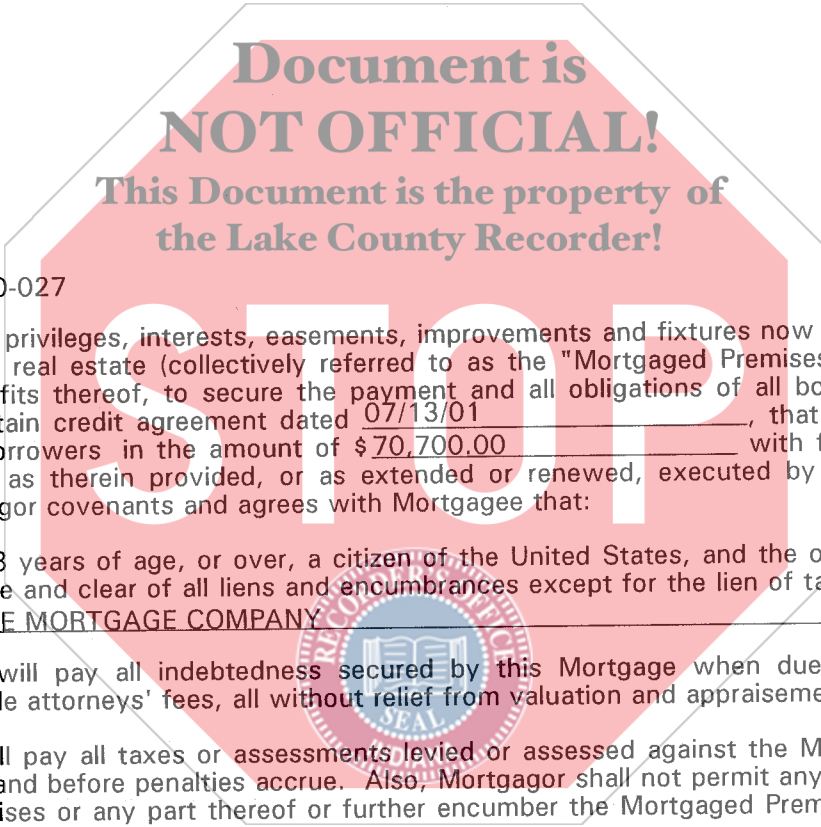 Document is
NOT OFFICIAL!
This Document is the property of
the Lake County Recorder!
0-027
STOP
privileges, interests, easements, improvements and fixtures now
real estate (collectively referred to as the "Mortgaged Premises
fits thereof, to secure the payment and all obligations of all bo
tain credit agreement dated 07/13/01, that
rrowers in the amount of $70,700.00 with f
as therein provided, or as extended or renewed, executed by
gor covenants and agrees with Mortgagee that:
8 years of age, or over, a citizen of the United States, and the o
e and clear of all liens and encumbrances except for the lien of ta
E MORTGAGE COMPANY
will pay all indebtedness secured by this Mortgage when due
le attorneys' fees, all without relief from valuation and appraiseme
ll pay all taxes or assessments levied or assessed against the M
and before penalties accrue. Also, Mortgagor shall not permit any
ises or any part thereof or further encumber the Mortgaged Prem
RECORDER'S OFFICE
SEAL
INDIANA